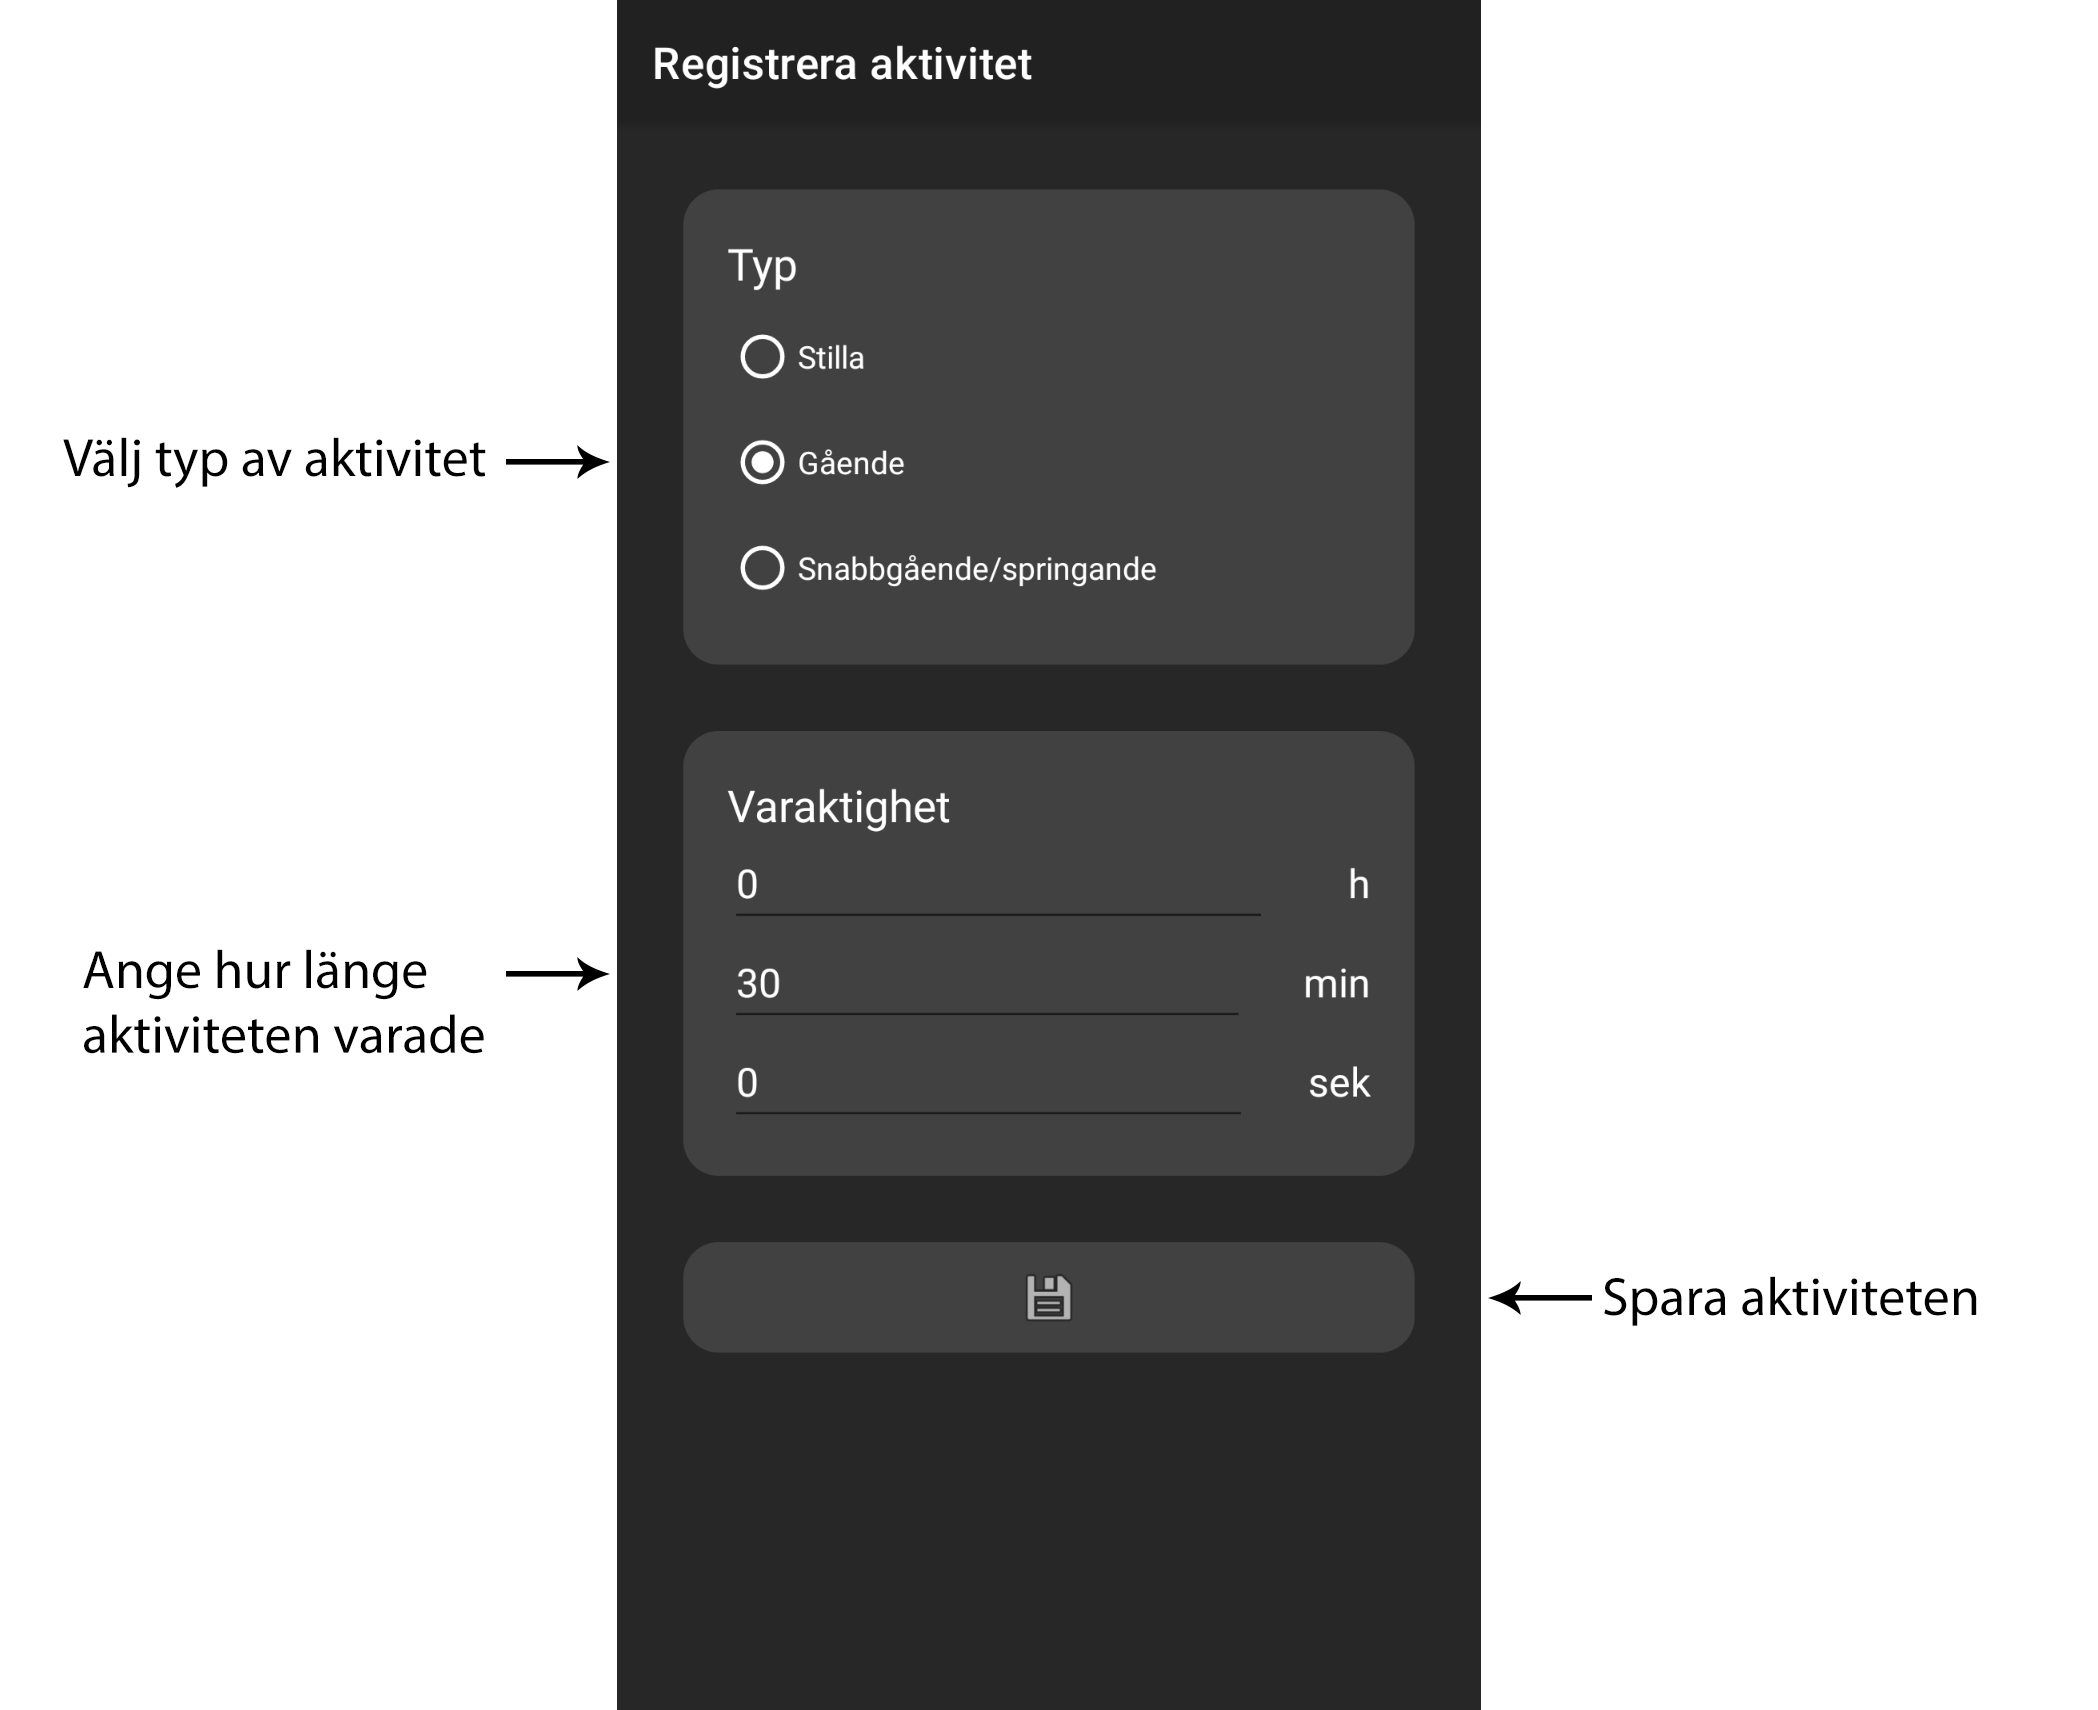 Registrera aktivitet
Typ
Stilla
Välj typ av aktivitet
Gående
Snabbgående/springande
Varaktighet
0 h
Ange hur länge
aktiviteten varade
30 min
0 sek
Spara aktiviteten